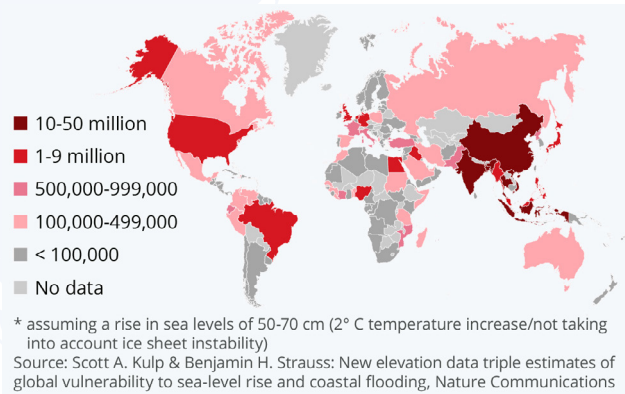 10-50 million
1-9 million
500,000-999,000
100,000-499,000
< 100,000
No data
* assuming a rise in sea levels of 50-70 cm (2° C temperature increase/not taking
into account ice sheet instability)
Source: Scott A. Kulp & Benjamin H. Strauss: New elevation data triple estimates of
global vulnerability to sea-level rise and coastal flooding, Nature Communications